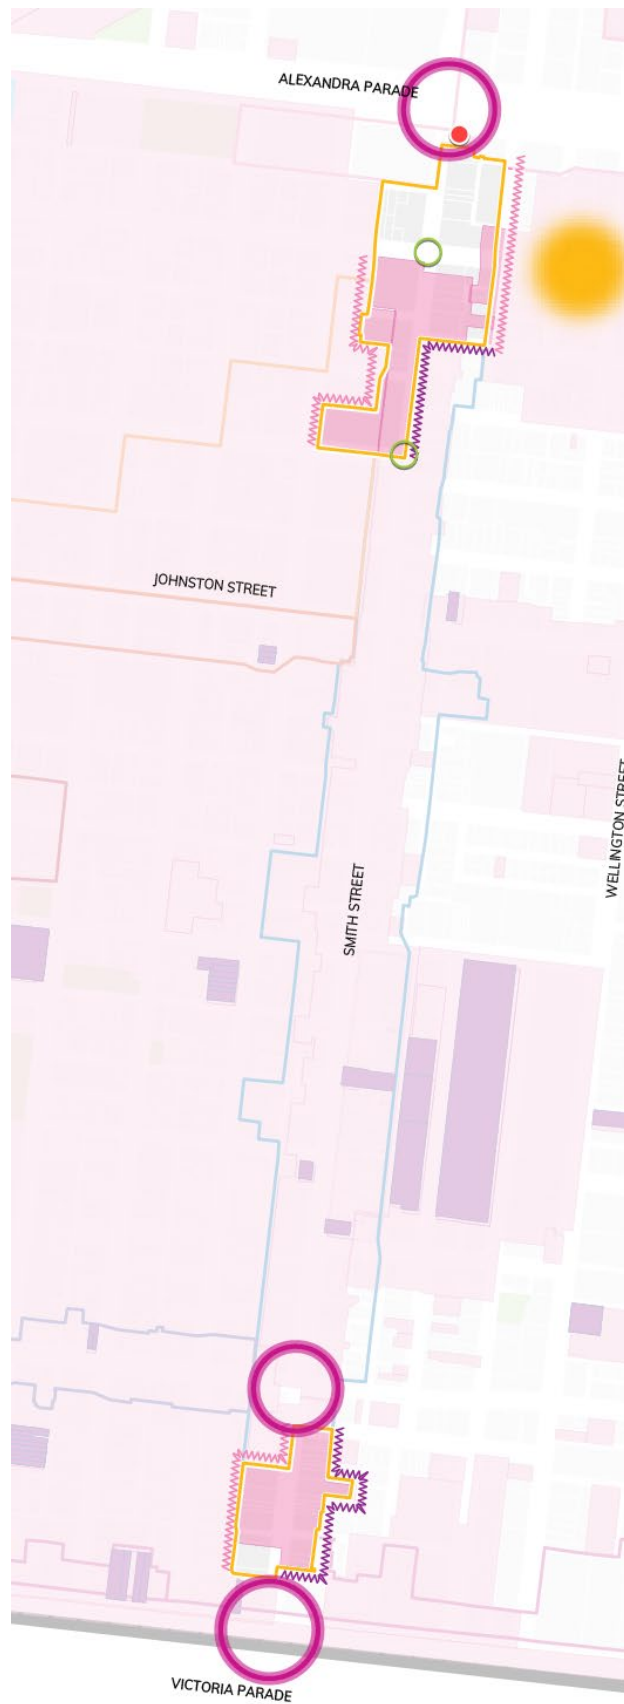 ALEXANDRA PARADE
JOHNSTON STREET
WELLINGTON STREET
SMITH STREET
VICTORIA PARADE